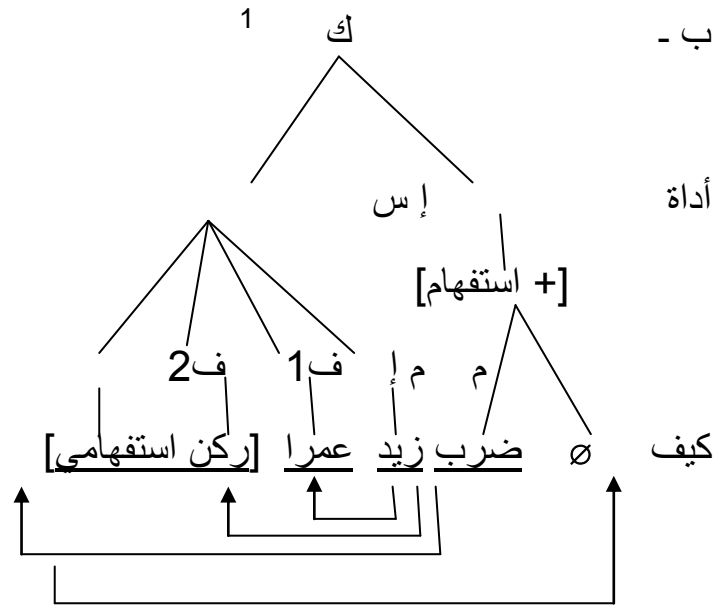 ب - ك 1
أداة إ س
[+ استفهام]
م م إ ف1 ف2
كيف ∅ ضرب زيد عمرا [ركن استفهامي]